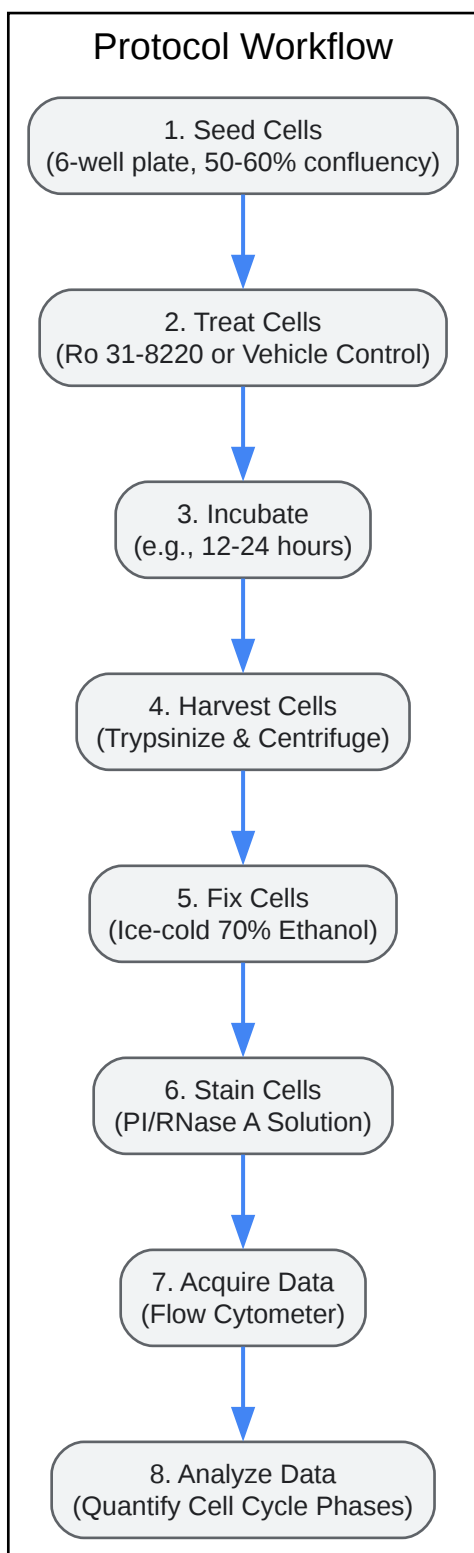 Protocol Workflow
1. Seed Cells
(6-well plate, 50-60% confluency)
2. Treat Cells
(Ro 31-8220 or Vehicle Control)
3. Incubate
(e.g., 12-24 hours)
4. Harvest Cells
(Trypsinize & Centrifuge)
5. Fix Cells
(Ice-cold 70% Ethanol)
6. Stain Cells
(PI/RNase A Solution)
7. Acquire Data
(Flow Cytometer)
8. Analyze Data
(Quantify Cell Cycle Phases)